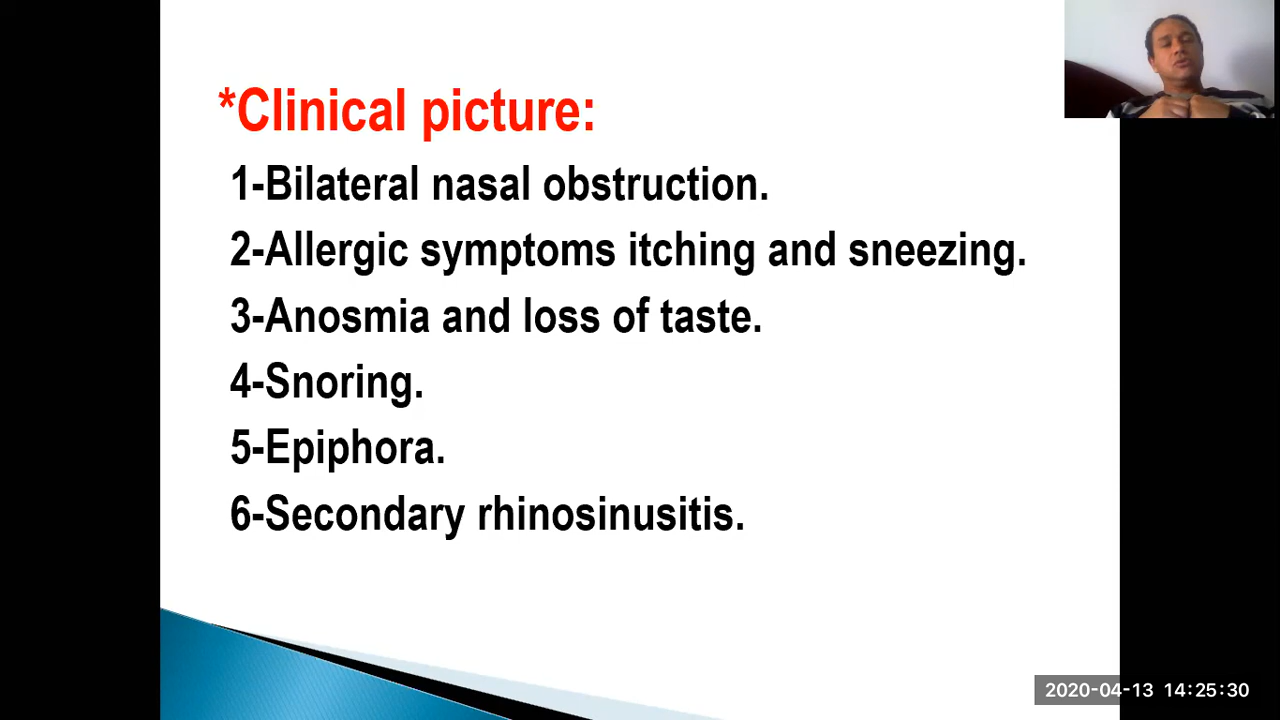 *Clinical picture:
1-Bilateral nasal obstruction.
2-Allergic symptoms itching and sneezing.
3-Anosmia and loss of taste.
4-Snoring.
5-Epiphora.
6-Secondary rhinosinusitis.
2020-04-13 14:25:30